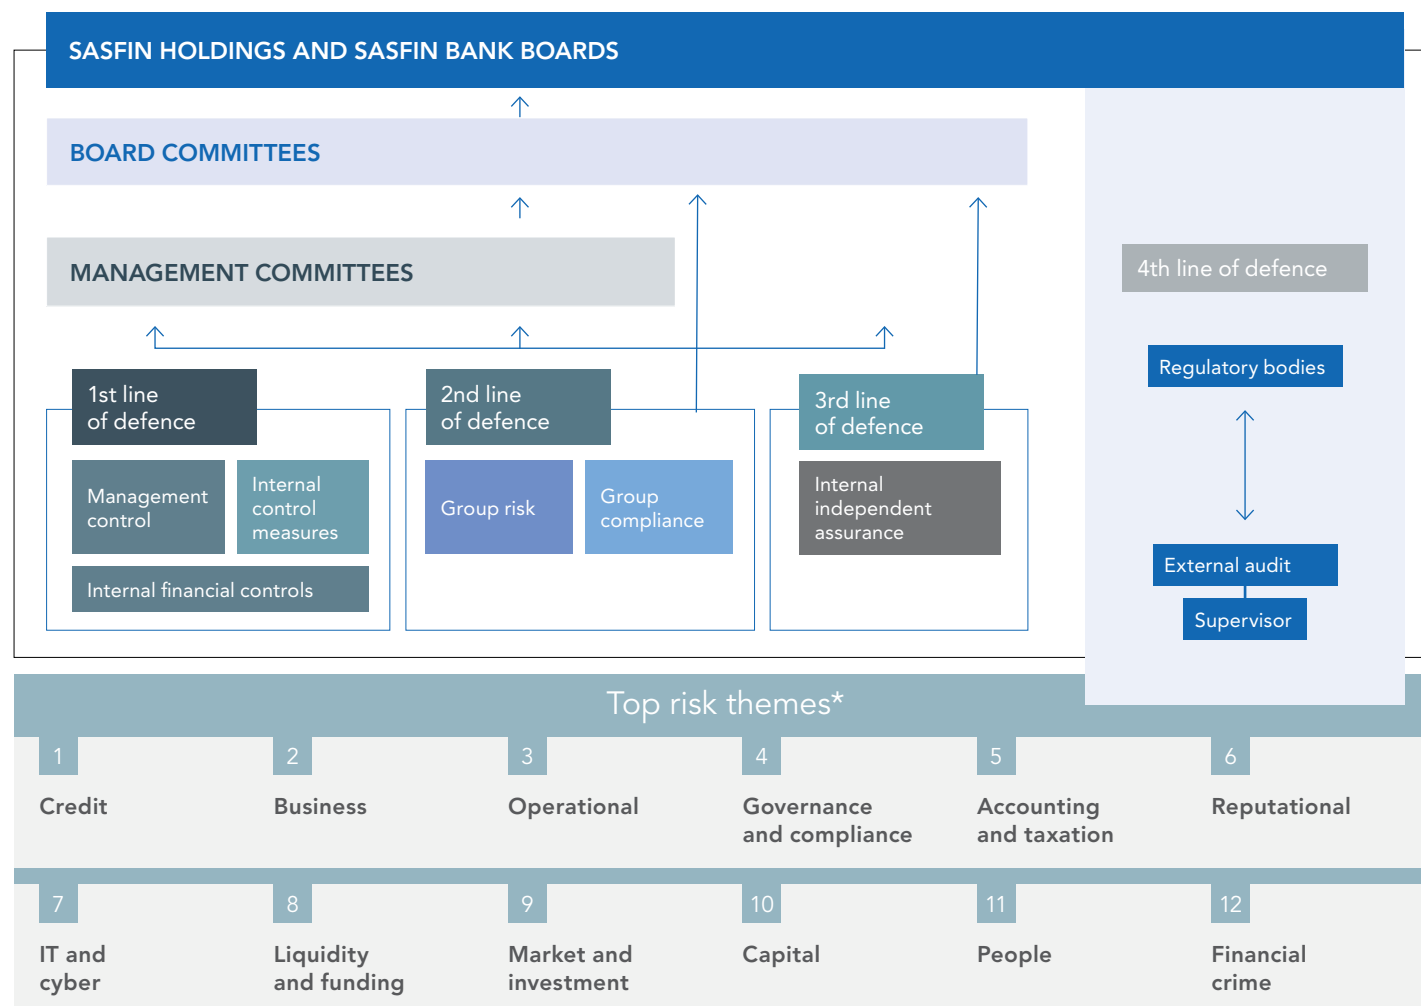 SASFIN HOLDINGS AND SASFIN BANK BOARDS
BOARD COMMITTEES
MANAGEMENT COMMITTEES
1st line
of defence
Management
control
Internal
control
measures
Internal financial controls
2nd line
of defence
Group risk
Group
compliance
3rd line
of defence
Internal
independent
assurance
4th line of defence
Regulatory bodies
External audit
Supervisor
Top risk themes*
1
Credit
2
Business
3
Operational
4
Governance
and compliance
5
Accounting
and taxation
6
Reputational
7
IT and
cyber
8
Liquidity
and funding
9
Market and
investment
10
Capital
11
People
12
Financial
crime